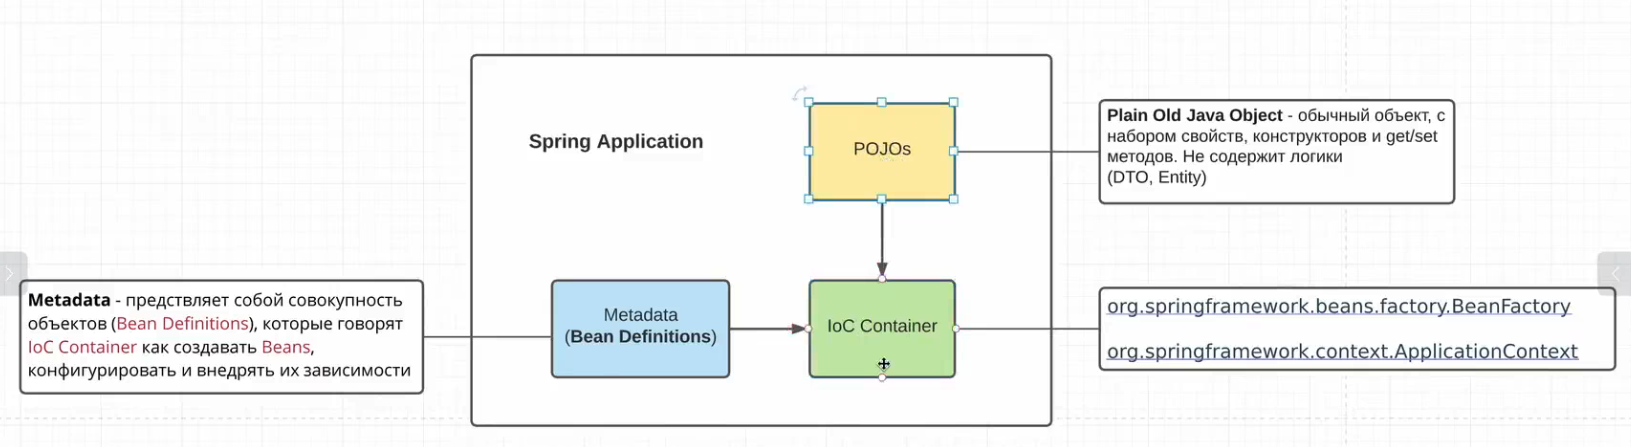 Spring Application
POJOs
Plain Old Java Object - обычный объект, с
набором свойств, конструкторов и get/set
методов. Не содержит логики
(DTO, Entity)
Metadata - предствляет собой совокупность
объектов (Bean Definitions), которые говорят
IoC Container как создавать Beans,
конфигурировать и внедрять их зависимости
Metadata
(Bean Definitions)
IoC Container
org.springframework.beans.factory.BeanFactory
org.springframework.context.ApplicationContext